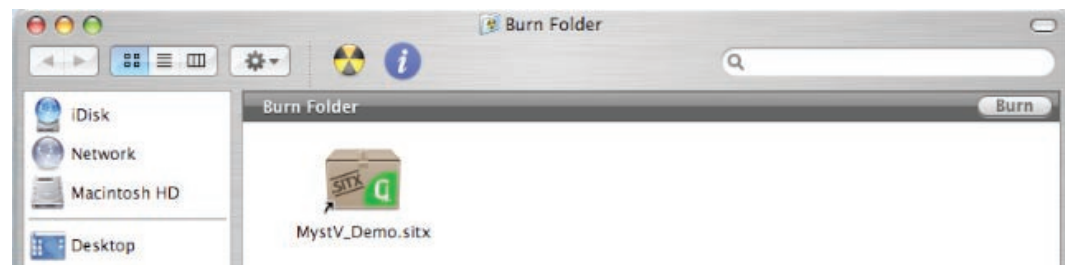 Burn Folder
iDisk
Network
Macintosh HD
Desktop
Burn Folder
Burn
SITX
MystV_Demo.sitx